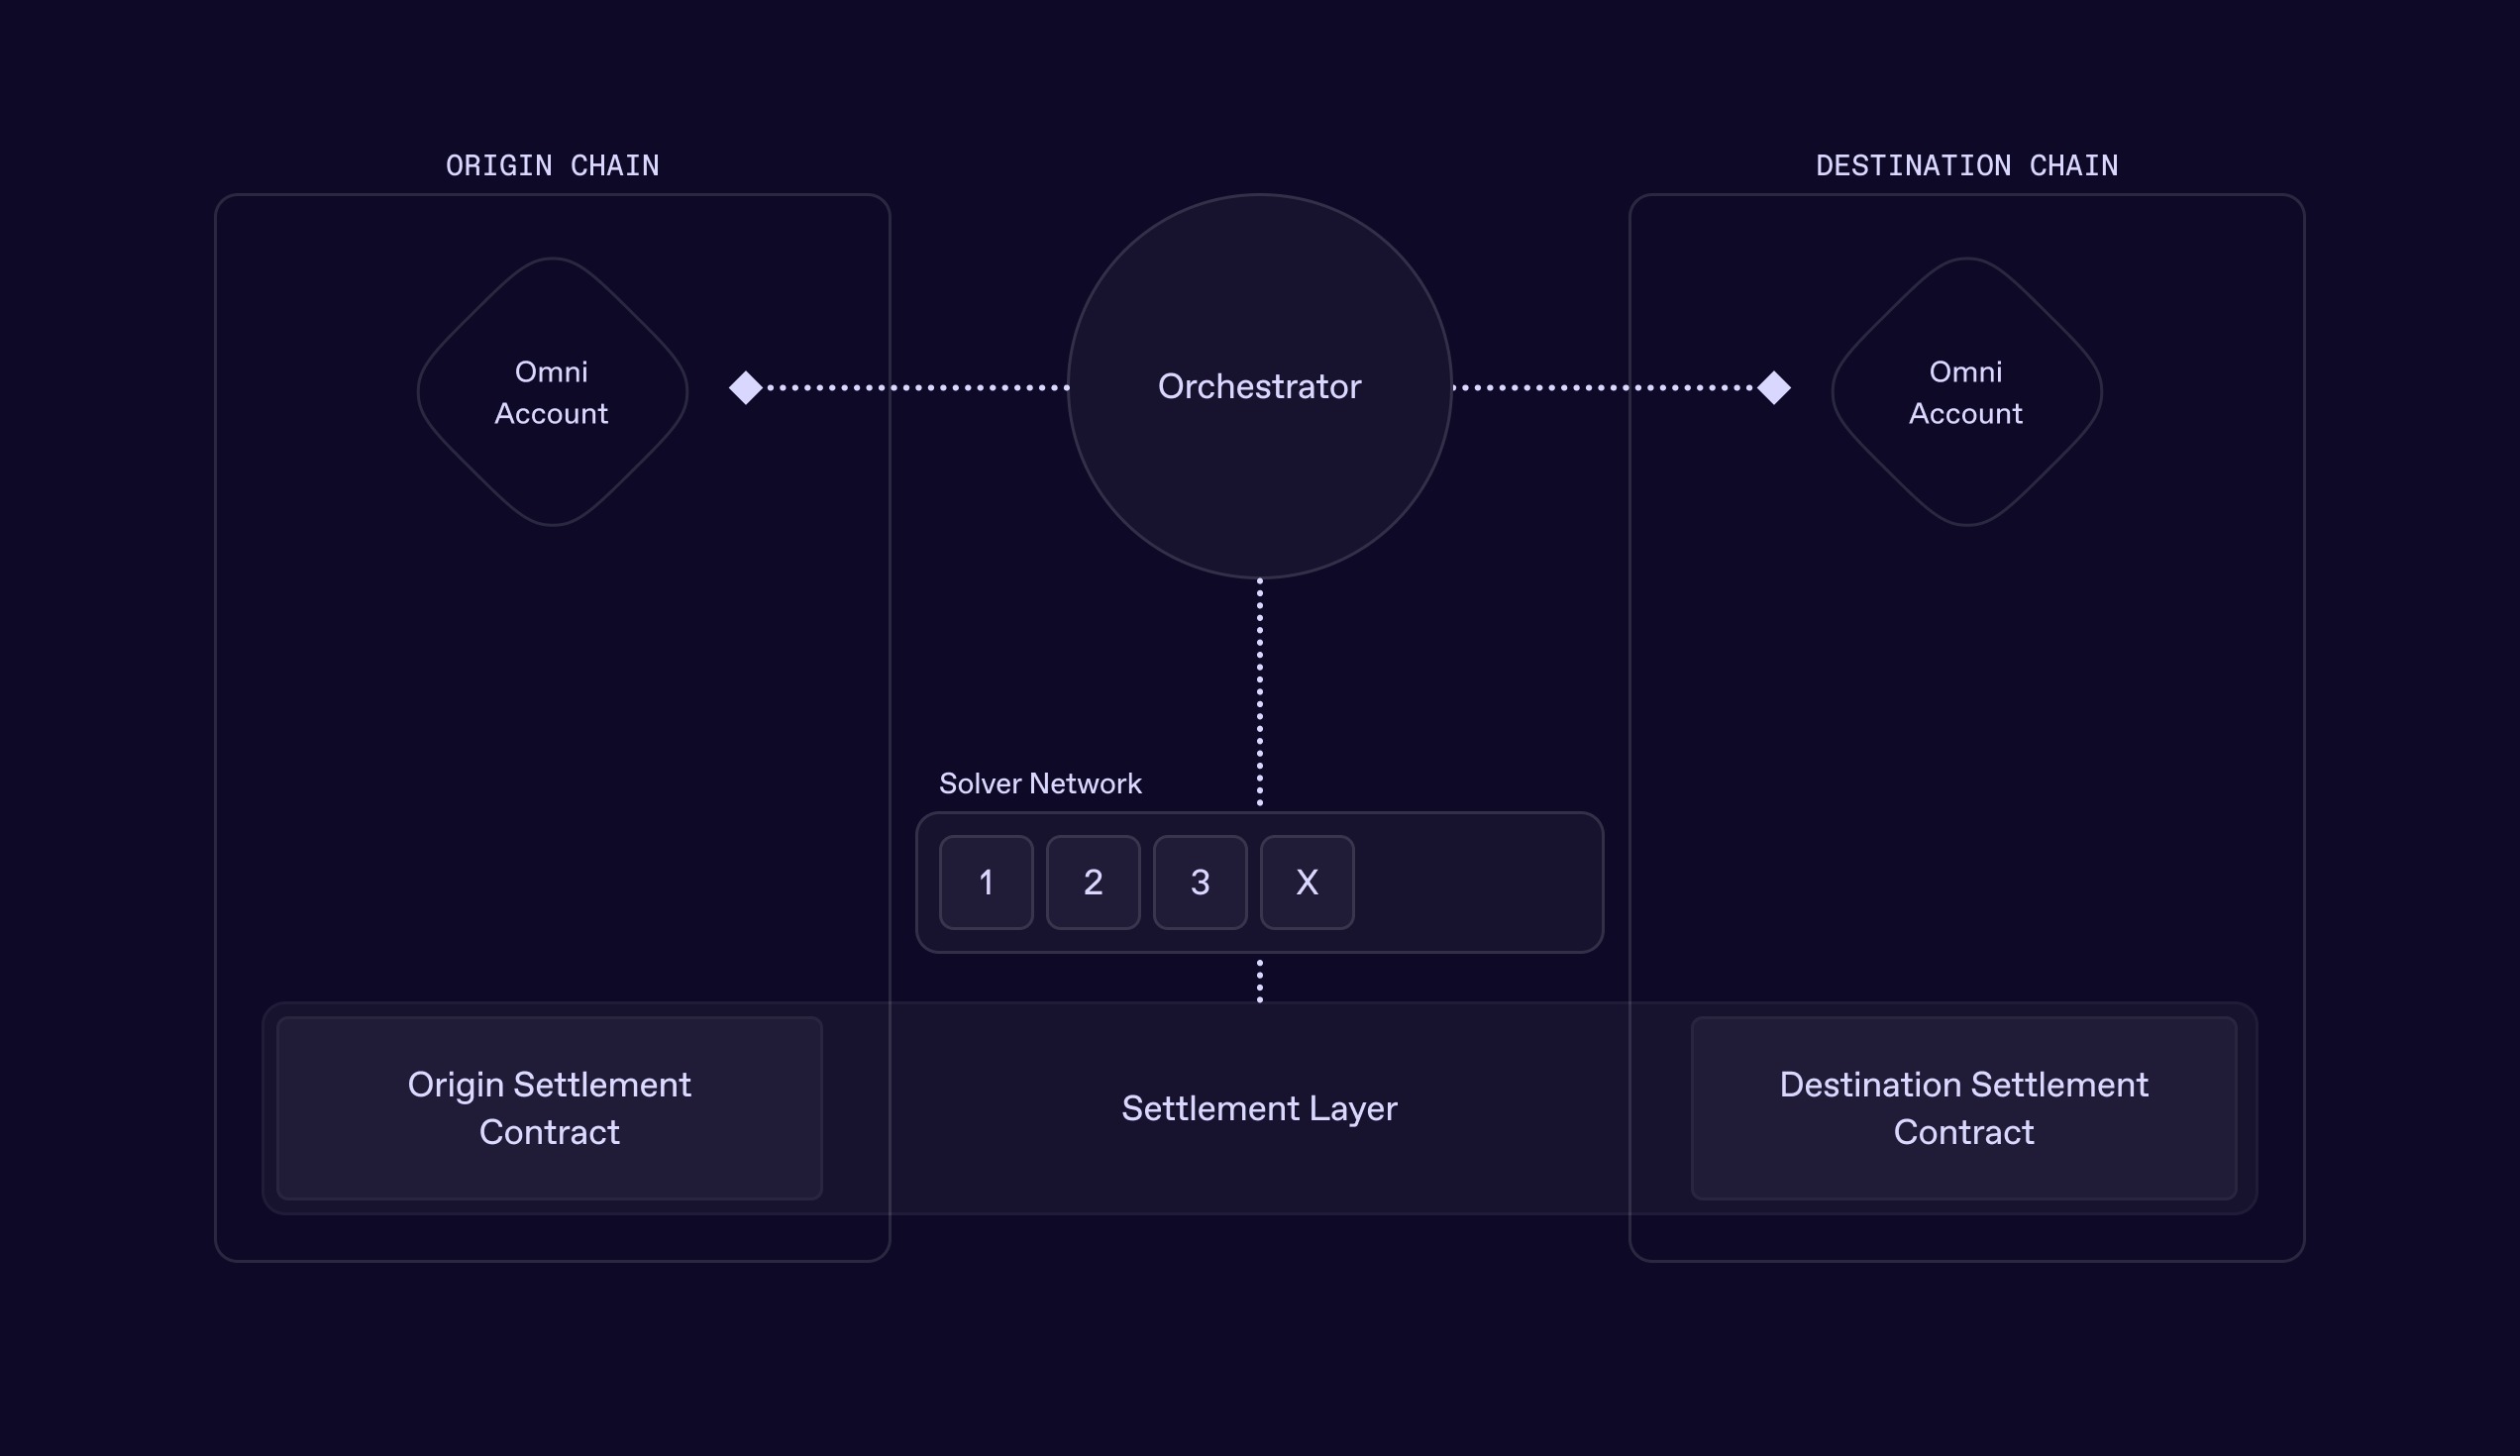 ORIGIN CHAIN
DESTINATION CHAIN
Omni
Account
Orchestrator
Omni
Account
Solver Network
1
2
3
X
Origin Settlement
Contract
Settlement Layer
Destination Settlement
Contract